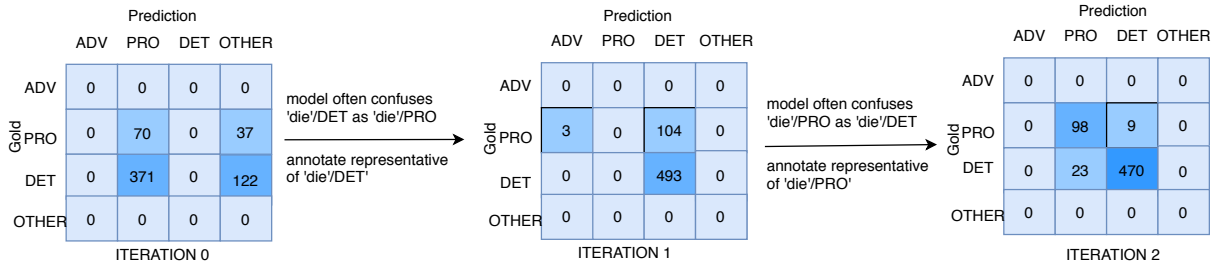 Prediction
ADV PRO DET OTHER
Gold
ADV 0 0 0 0
PRO 0 70 0 37
DET 0 371 0 122
OTHER 0 0 0 0
ITERATION 0
model often confuses
'die'/DET as 'die'/PRO
annotate representative
of 'die'/DET'
Prediction
ADV PRO DET OTHER
Gold
ADV 0 0 0 0
PRO 3 0 104 0
DET 0 0 493 0
OTHER 0 0 0 0
ITERATION 1
model often confuses
'die'/PRO as 'die'/DET
annotate representative
of 'die'/PRO'
Prediction
ADV PRO DET OTHER
Gold
ADV 0 0 0 0
PRO 0 98 9 0
DET 0 23 470 0
OTHER 0 0 0 0
ITERATION 2